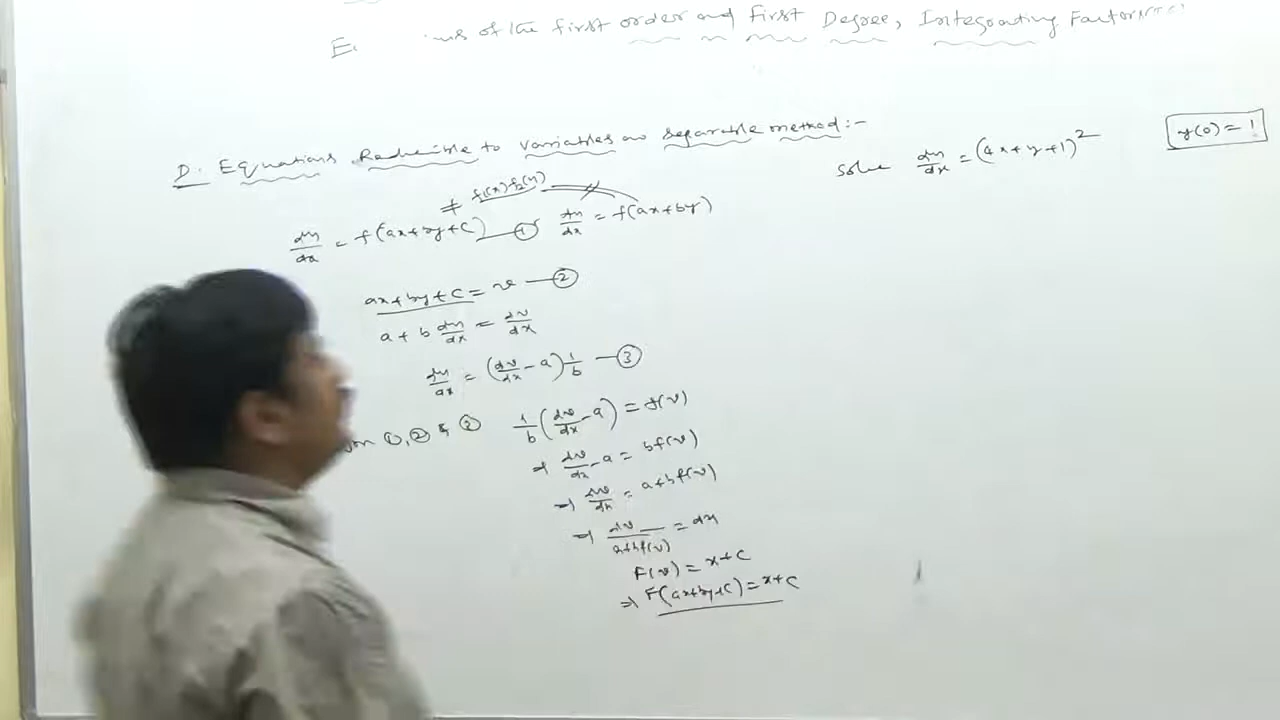 of the first order and First Degree, Integrating Factors
D. Equations Reducible to variables as separable method:-
≠ f₁(x) f₂(y)
dy/dx = f(ax+by+c) — ① or dy/dx = f(ax+by)
ax+by+c = v — ②
a + b dy/dx = dv/dx
dy/dx = (dv/dx - a) 1/b — ③
①, ② & ③ 1/b (dv/dx - a) = f(v)
⇒ dv/dx - a = bf(v)
⇒ dv/dx = a+bf(v)
⇒ dv/a+bf(v) = dx
F(v) = x+c
⇒ F(ax+by+c) = x+c
Solve dy/dx = (4x+y+1)²
y(0) = 1